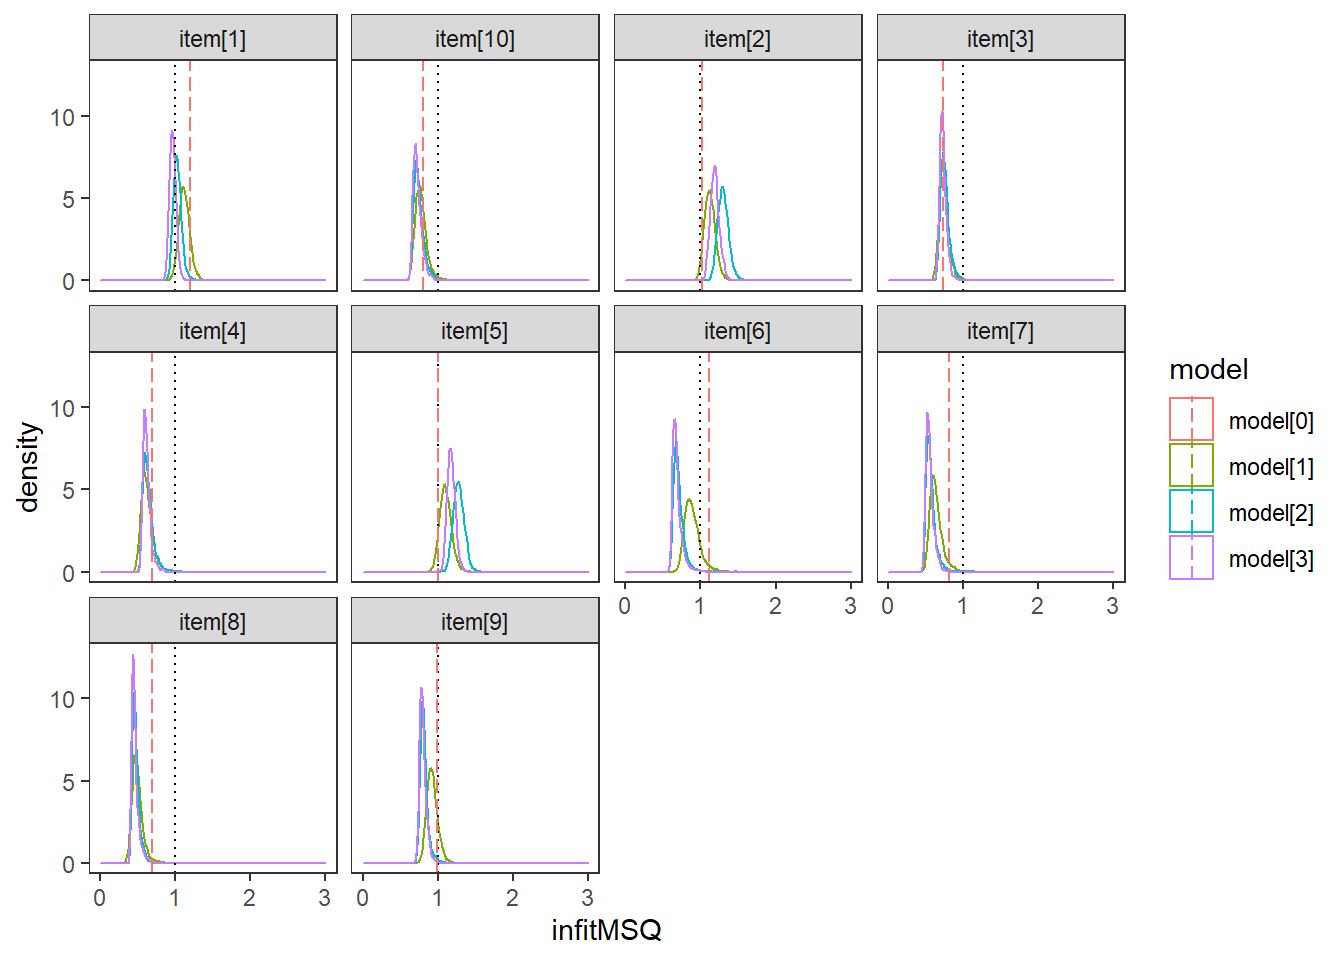 item[1] item[10] item[2] item[3]
10
5
0
item[4] item[5] item[6] item[7]
10
5
0
0 1 2 3 0 1 2 3
item[8] item[9]
10
5
0
0 1 2 3 0 1 2 3
infitMSQ
density
model
model[0]
model[1]
model[2]
model[3]